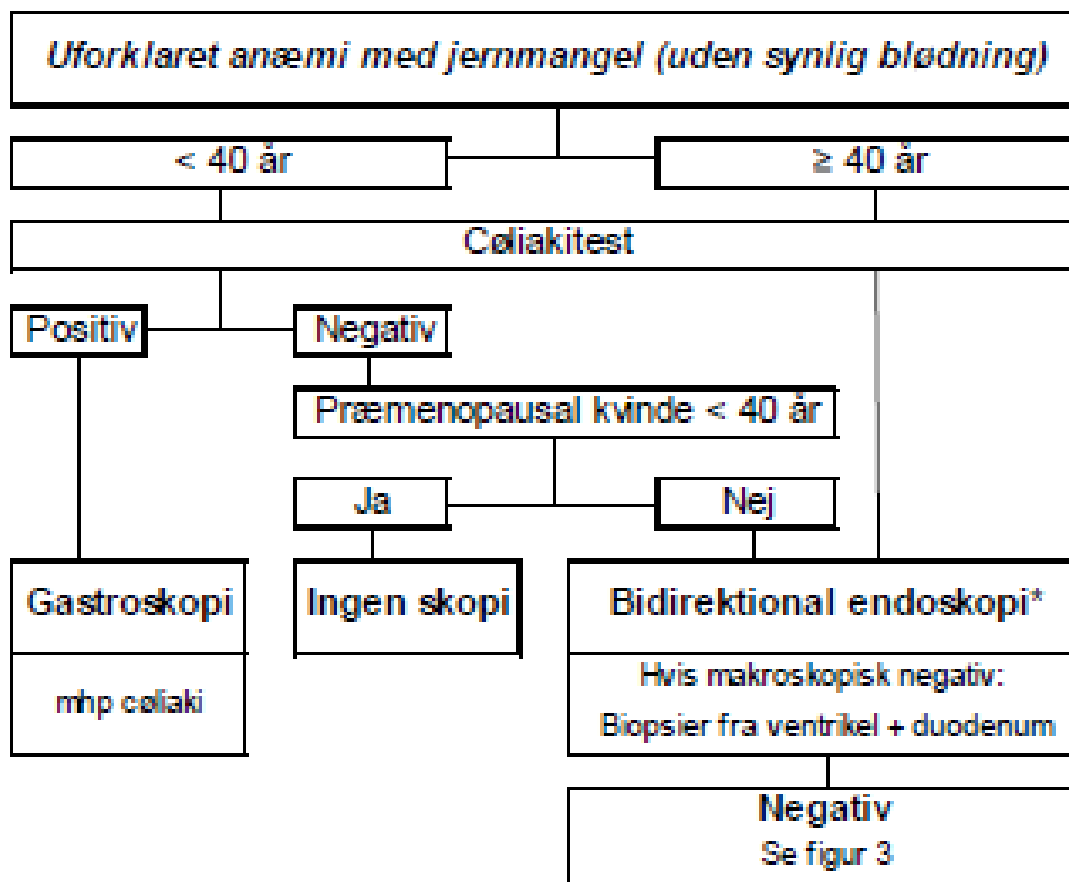 Uforklaret anæmi med jernmangel (uden synlig blødning)
< 40 år
≥ 40 år
Cøliakitest
Positiv
Negativ
Præmenopausal kvinde < 40 år
Ja
Nej
Gastroskopi
Ingen skopi
Bidirektional endoskopi*
mhp cøliaki
Hvis makroskopisk negativ:
Biopsier fra ventrikel + duodenum
Negativ
Se figur 3